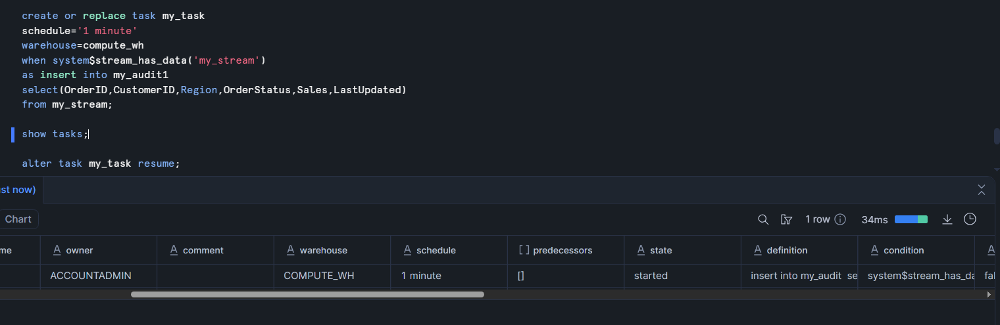 create or replace task my_task
schedule='1 minute'
warehouse=compute_wh
when system$stream_has_data('my_stream')
as insert into my_audit1
select(OrderID,CustomerID,Region,OrderStatus,Sales,LastUpdated)
from my_stream;
show tasks;
alter task my_task resume;
st now)
Chart
1 row 34ms
me A owner A comment A warehouse A schedule [ ] predecessors A state A definition A condition A
ACCOUNTADMIN COMPUTE_WH 1 minute [] started insert into my_audit se system$stream_has_da fal